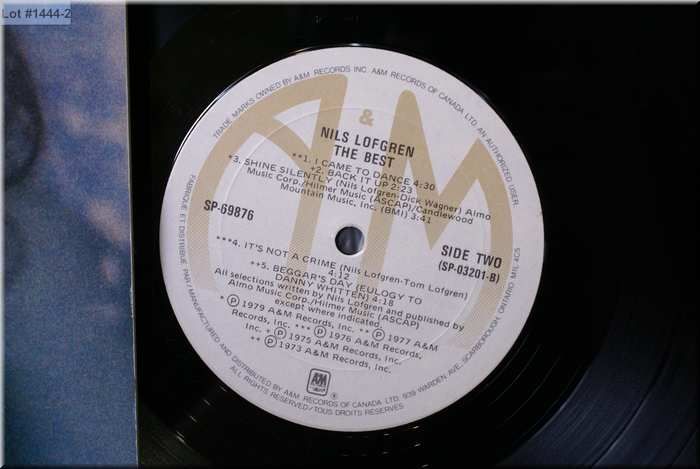 Lot #1444-2
TRADE MARKS OWNED BY A&M RECORDS INC. A&M RECORDS OF CANADA LTD. AN AUTHORIZED USER.
&
NILS LOFGREN
THE BEST
**1. I CAME TO DANCE 4:30
+2. BACK IT UP 2:23
*3. SHINE SILENTLY (Nils Lofgren-Dick Wagner) Almo
Music Corp./Hilmer Music (ASCAP)/Candlewood
Mountain Music, Inc. (BMI) 3:41
SP-69876
SIDE TWO
(SP-03201-B)
***4. IT'S NOT A CRIME (Nils Lofgren-Tom Lofgren)
4:12
++5. BEGGAR'S DAY (EULOGY TO
DANNY WHITTEN) 4:18
All selections written by Nils Lofgren and published by
Almo Music Corp./Hilmer Music (ASCAP)
except where indicated.
* Ⓟ 1979 A&M Records, Inc. ** Ⓟ 1977 A&M
Records, Inc. *** Ⓟ 1976 A&M Records,
Inc. + Ⓟ 1975 A&M Records, Inc.
++ Ⓟ 1973 A&M Records, Inc.
A&M
FABRIQUE ET DISTRIBUE PAR/MANUFACTURED AND DISTRIBUTED BY A&M RECORDS OF CANADA LTD. 939 WARDEN AVE., SCARBOROUGH, ONTARIO M1L 4C5
ALL RIGHTS RESERVED/TOUS DROITS RESERVES